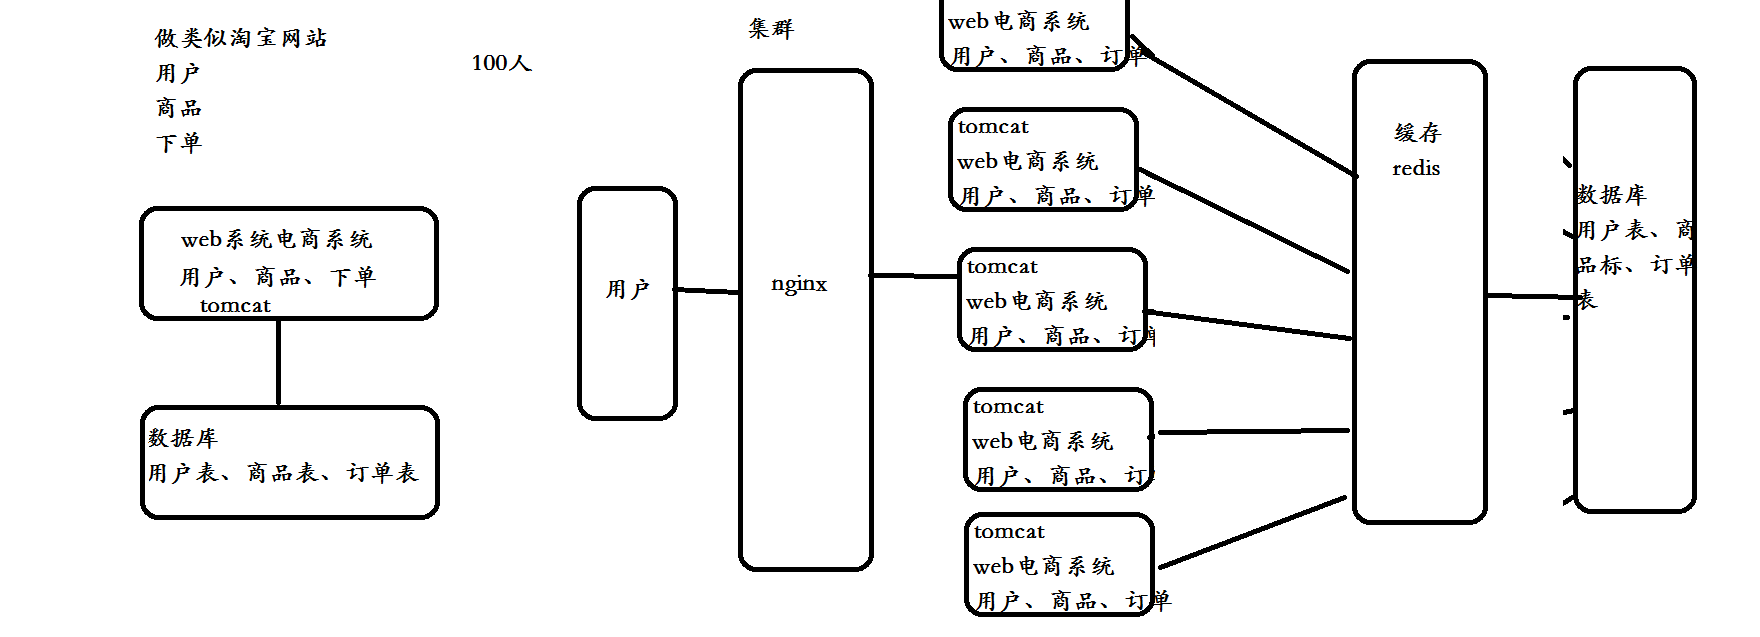 做类似淘宝网站
用户
商品
下单
100人
web系统电商系统
用户、商品、下单
tomcat
数据库
用户表、商品表、订单表
集群
用户
nginx
web电商系统
用户、商品、订单
tomcat
web电商系统
用户、商品、订单
tomcat
web电商系统
用户、商品、订单
tomcat
web电商系统
用户、商品、订
tomcat
web电商系统
用户、商品、订单
缓存
redis
数据库
用户表、商
品标、订单
表